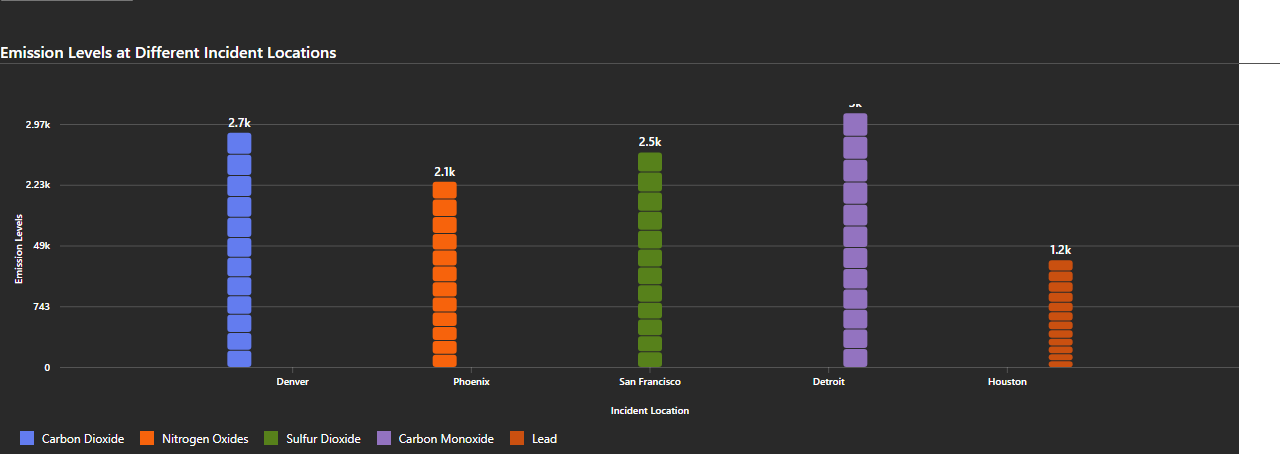 Emission Levels at Different Incident Locations
2.97k
2.23k
49k
743
0
Emission Levels
2.7k
2.1k
2.5k
1.2k
Denver
Phoenix
San Francisco
Detroit
Houston
Incident Location
Carbon Dioxide
Nitrogen Oxides
Sulfur Dioxide
Carbon Monoxide
Lead